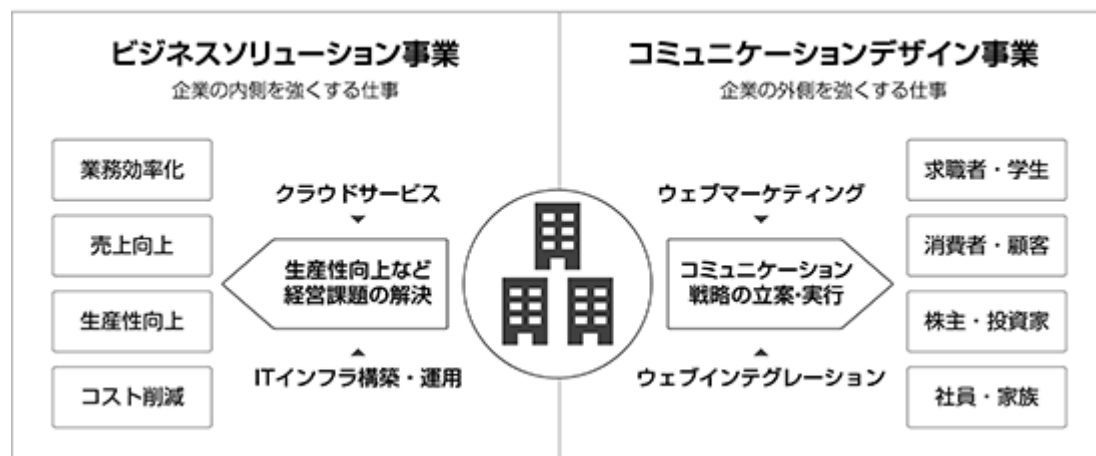 ビジネスソリューション事業
企業の内側を強くする仕事
業務効率化
売上向上
生産性向上
コスト削減
クラウドサービス
生産性向上など
経営課題の解決
ITインフラ構築・運用
コミュニケーションデザイン事業
企業の外側を強くする仕事
ウェブマーケティング
コミュニケーション
戦略の立案・実行
ウェブインテグレーション
求職者・学生
消費者・顧客
株主・投資家
社員・家族